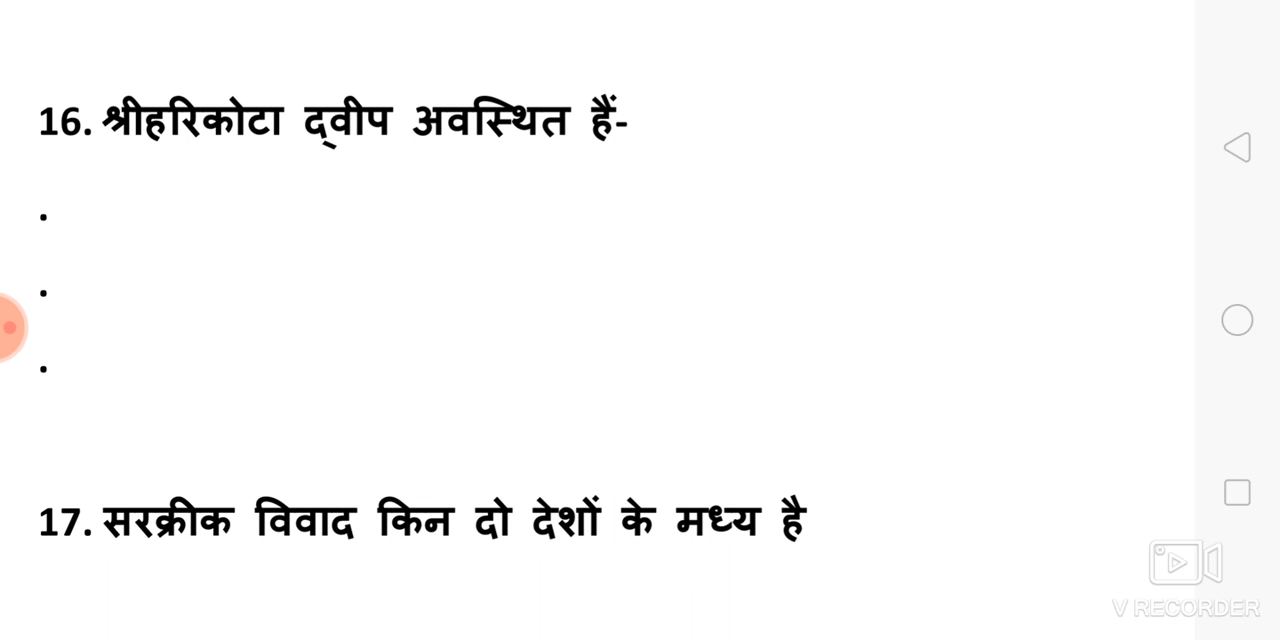 16. श्रीहरिकोटा द्वीप अवस्थित हैं-
.
.
.
17. सरक्रीक विवाद किन दो देशों के मध्य है
V RECORDER